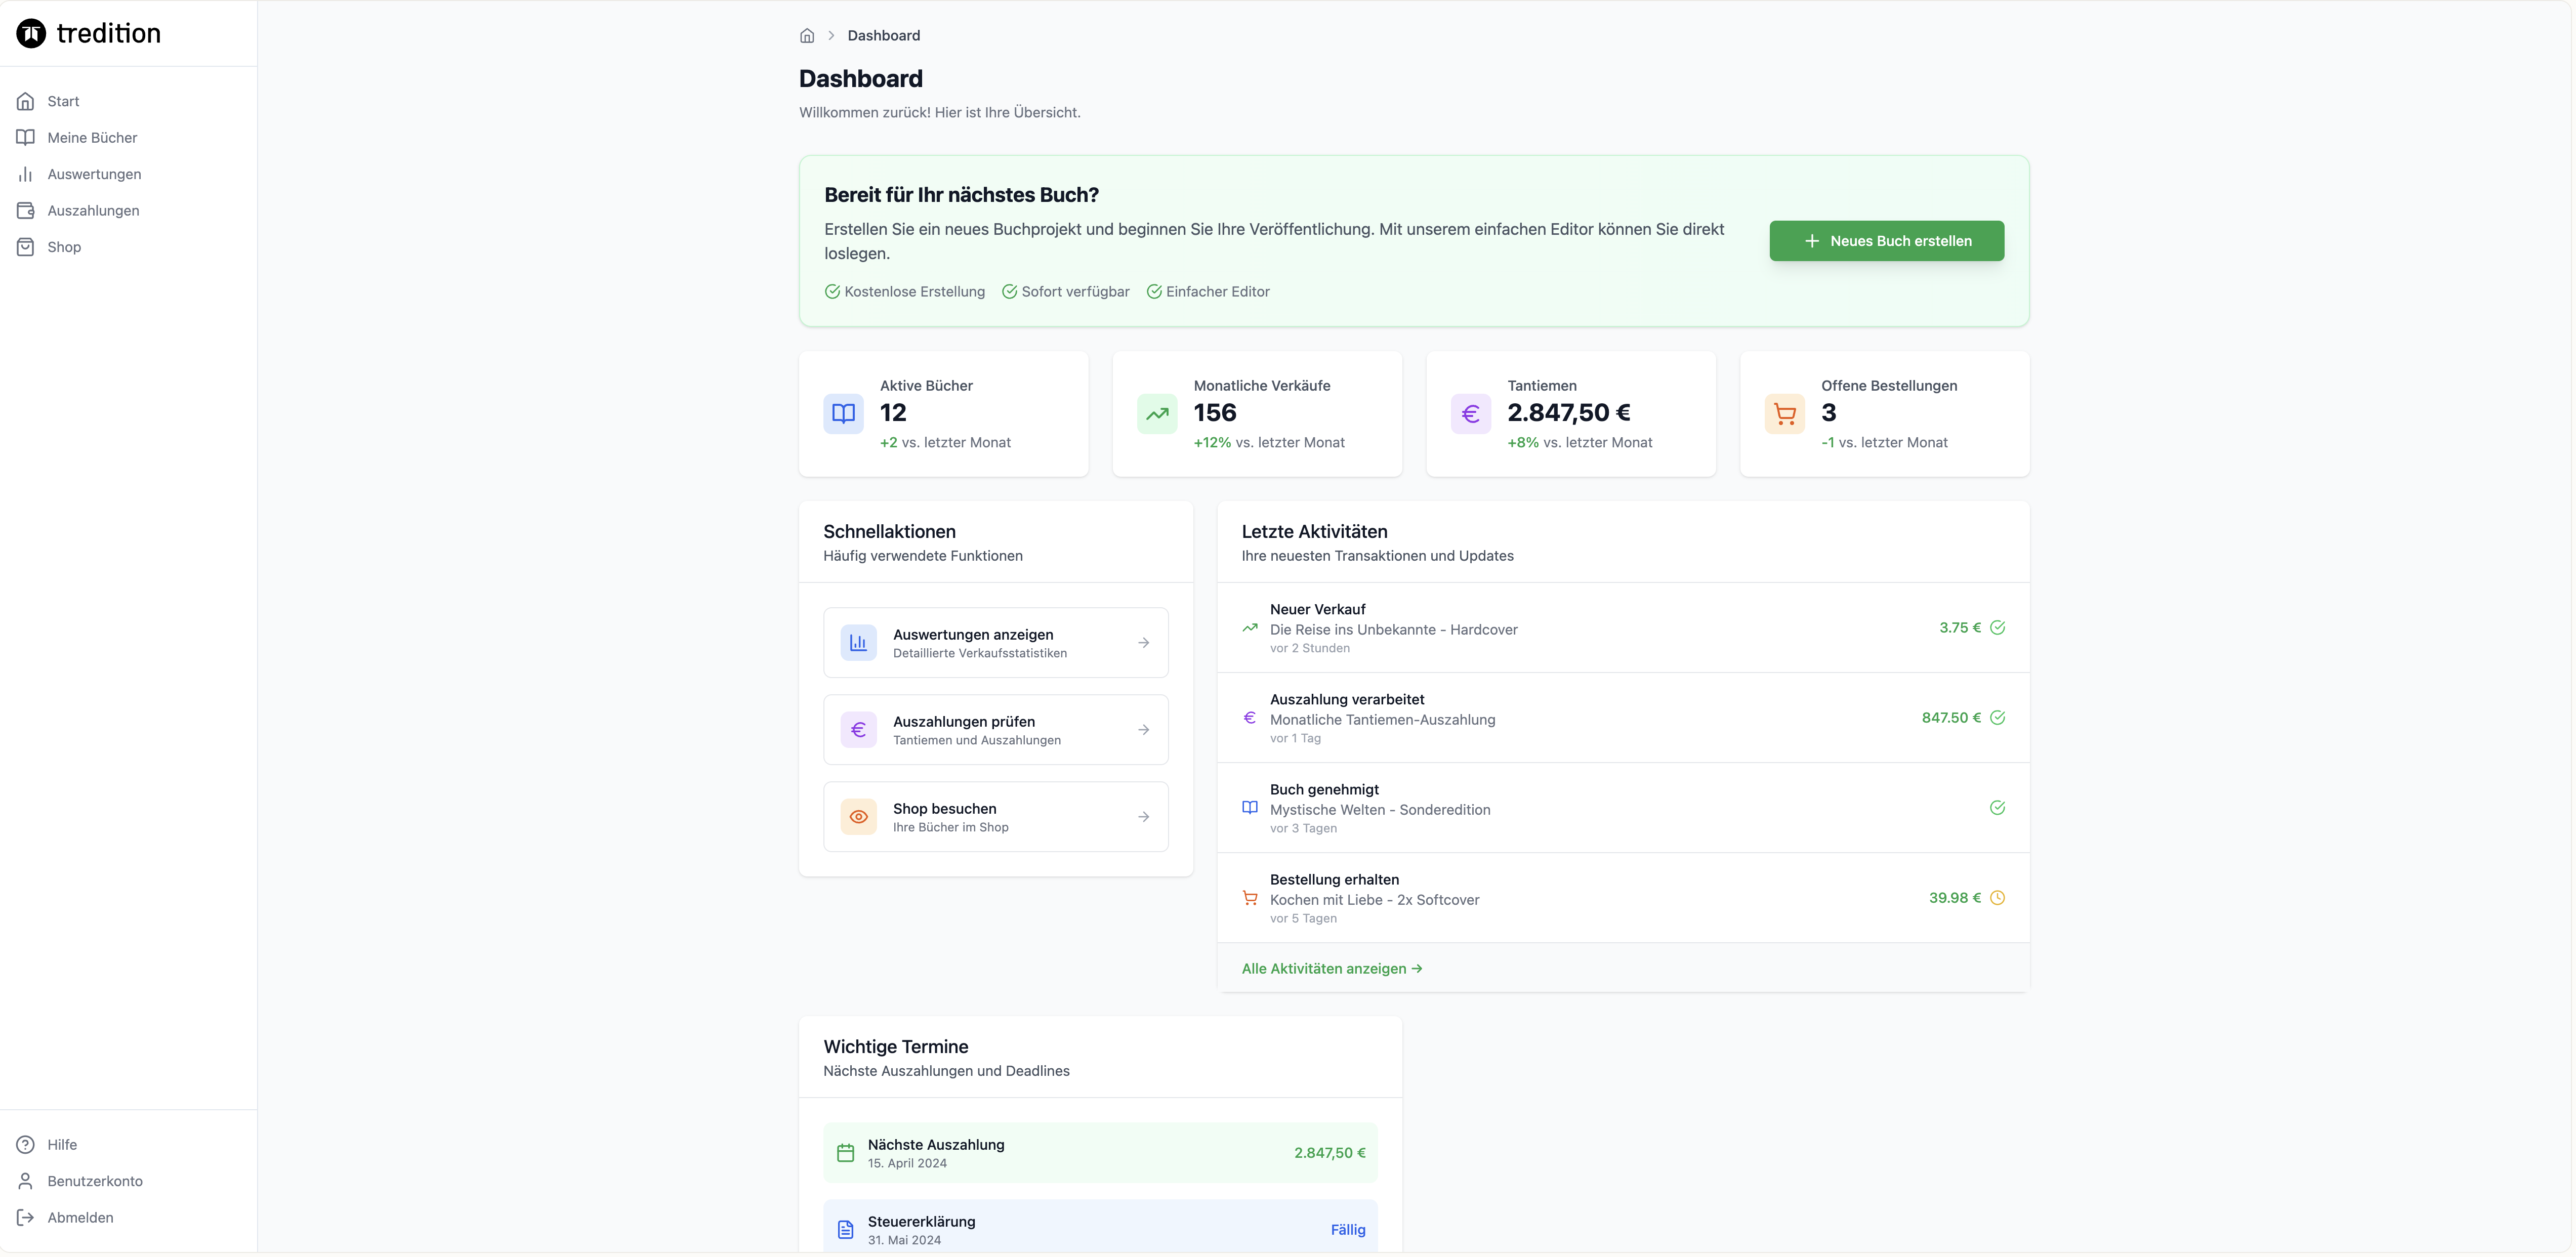 tredition
Start
Meine Bücher
Auswertungen
Auszahlungen
Shop
Hilfe
Benutzerkonto
Abmelden
Dashboard
Dashboard
Willkommen zurück! Hier ist Ihre Übersicht.
Bereit für Ihr nächstes Buch?
Erstellen Sie ein neues Buchprojekt und beginnen Sie Ihre Veröffentlichung. Mit unserem einfachen Editor können Sie direkt
loslegen.
Kostenlose Erstellung Sofort verfügbar Einfacher Editor
+ Neues Buch erstellen
Aktive Bücher
12
+2 vs. letzter Monat
Monatliche Verkäufe
156
+12% vs. letzter Monat
Tantiemen
2.847,50 €
+8% vs. letzter Monat
Offene Bestellungen
3
-1 vs. letzter Monat
Schnellaktionen
Häufig verwendete Funktionen
Auswertungen anzeigen
Detaillierte Verkaufsstatistiken
Auszahlungen prüfen
Tantiemen und Auszahlungen
Shop besuchen
Ihre Bücher im Shop
Letzte Aktivitäten
Ihre neuesten Transaktionen und Updates
Neuer Verkauf
Die Reise ins Unbekannte - Hardcover
vor 2 Stunden
3.75 €
Auszahlung verarbeitet
Monatliche Tantiemen-Auszahlung
vor 1 Tag
847.50 €
Buch genehmigt
Mystische Welten - Sonderedition
vor 3 Tagen
Bestellung erhalten
Kochen mit Liebe - 2x Softcover
vor 5 Tagen
39.98 €
Alle Aktivitäten anzeigen →
Wichtige Termine
Nächste Auszahlungen und Deadlines
Nächste Auszahlung
15. April 2024
2.847,50 €
Steuererklärung
31. Mai 2024
Fällig